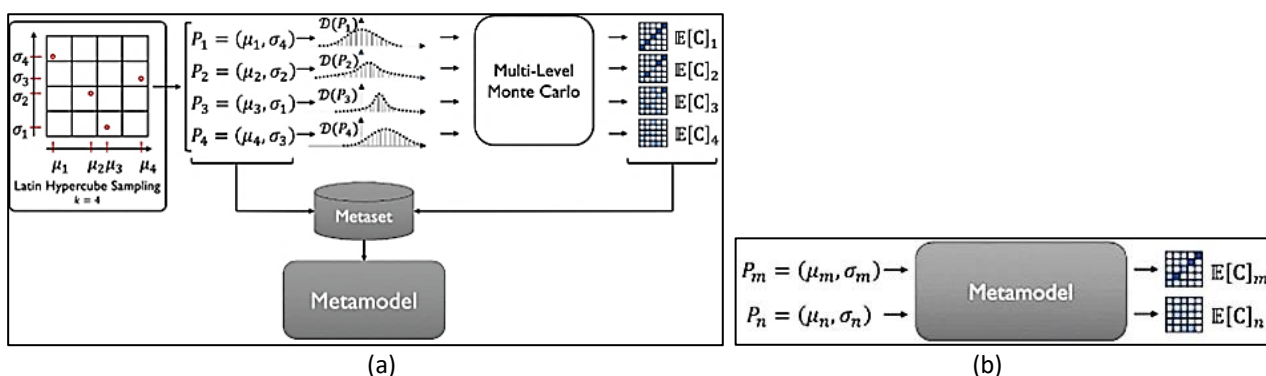 σ₄
σ₃
σ₂
σ₁
μ₁ μ₂ μ₃ μ₄
Latin Hypercube Sampling
k = 4
P₁ = (μ₁, σ₄) 𝒟(P₁) 𝔼[C]₁
P₂ = (μ₂, σ₂) 𝒟(P₂) 𝔼[C]₂
P₃ = (μ₃, σ₁) 𝒟(P₃) 𝔼[C]₃
P₄ = (μ₄, σ₃) 𝒟(P₄) 𝔼[C]₄
Multi-Level
Monte Carlo
Metaset
Metamodel
(a)
Pₘ = (μₘ, σₘ) 𝔼[C]ₘ
Metamodel
Pₙ = (μₙ, σₙ) 𝔼[C]ₙ
(b)